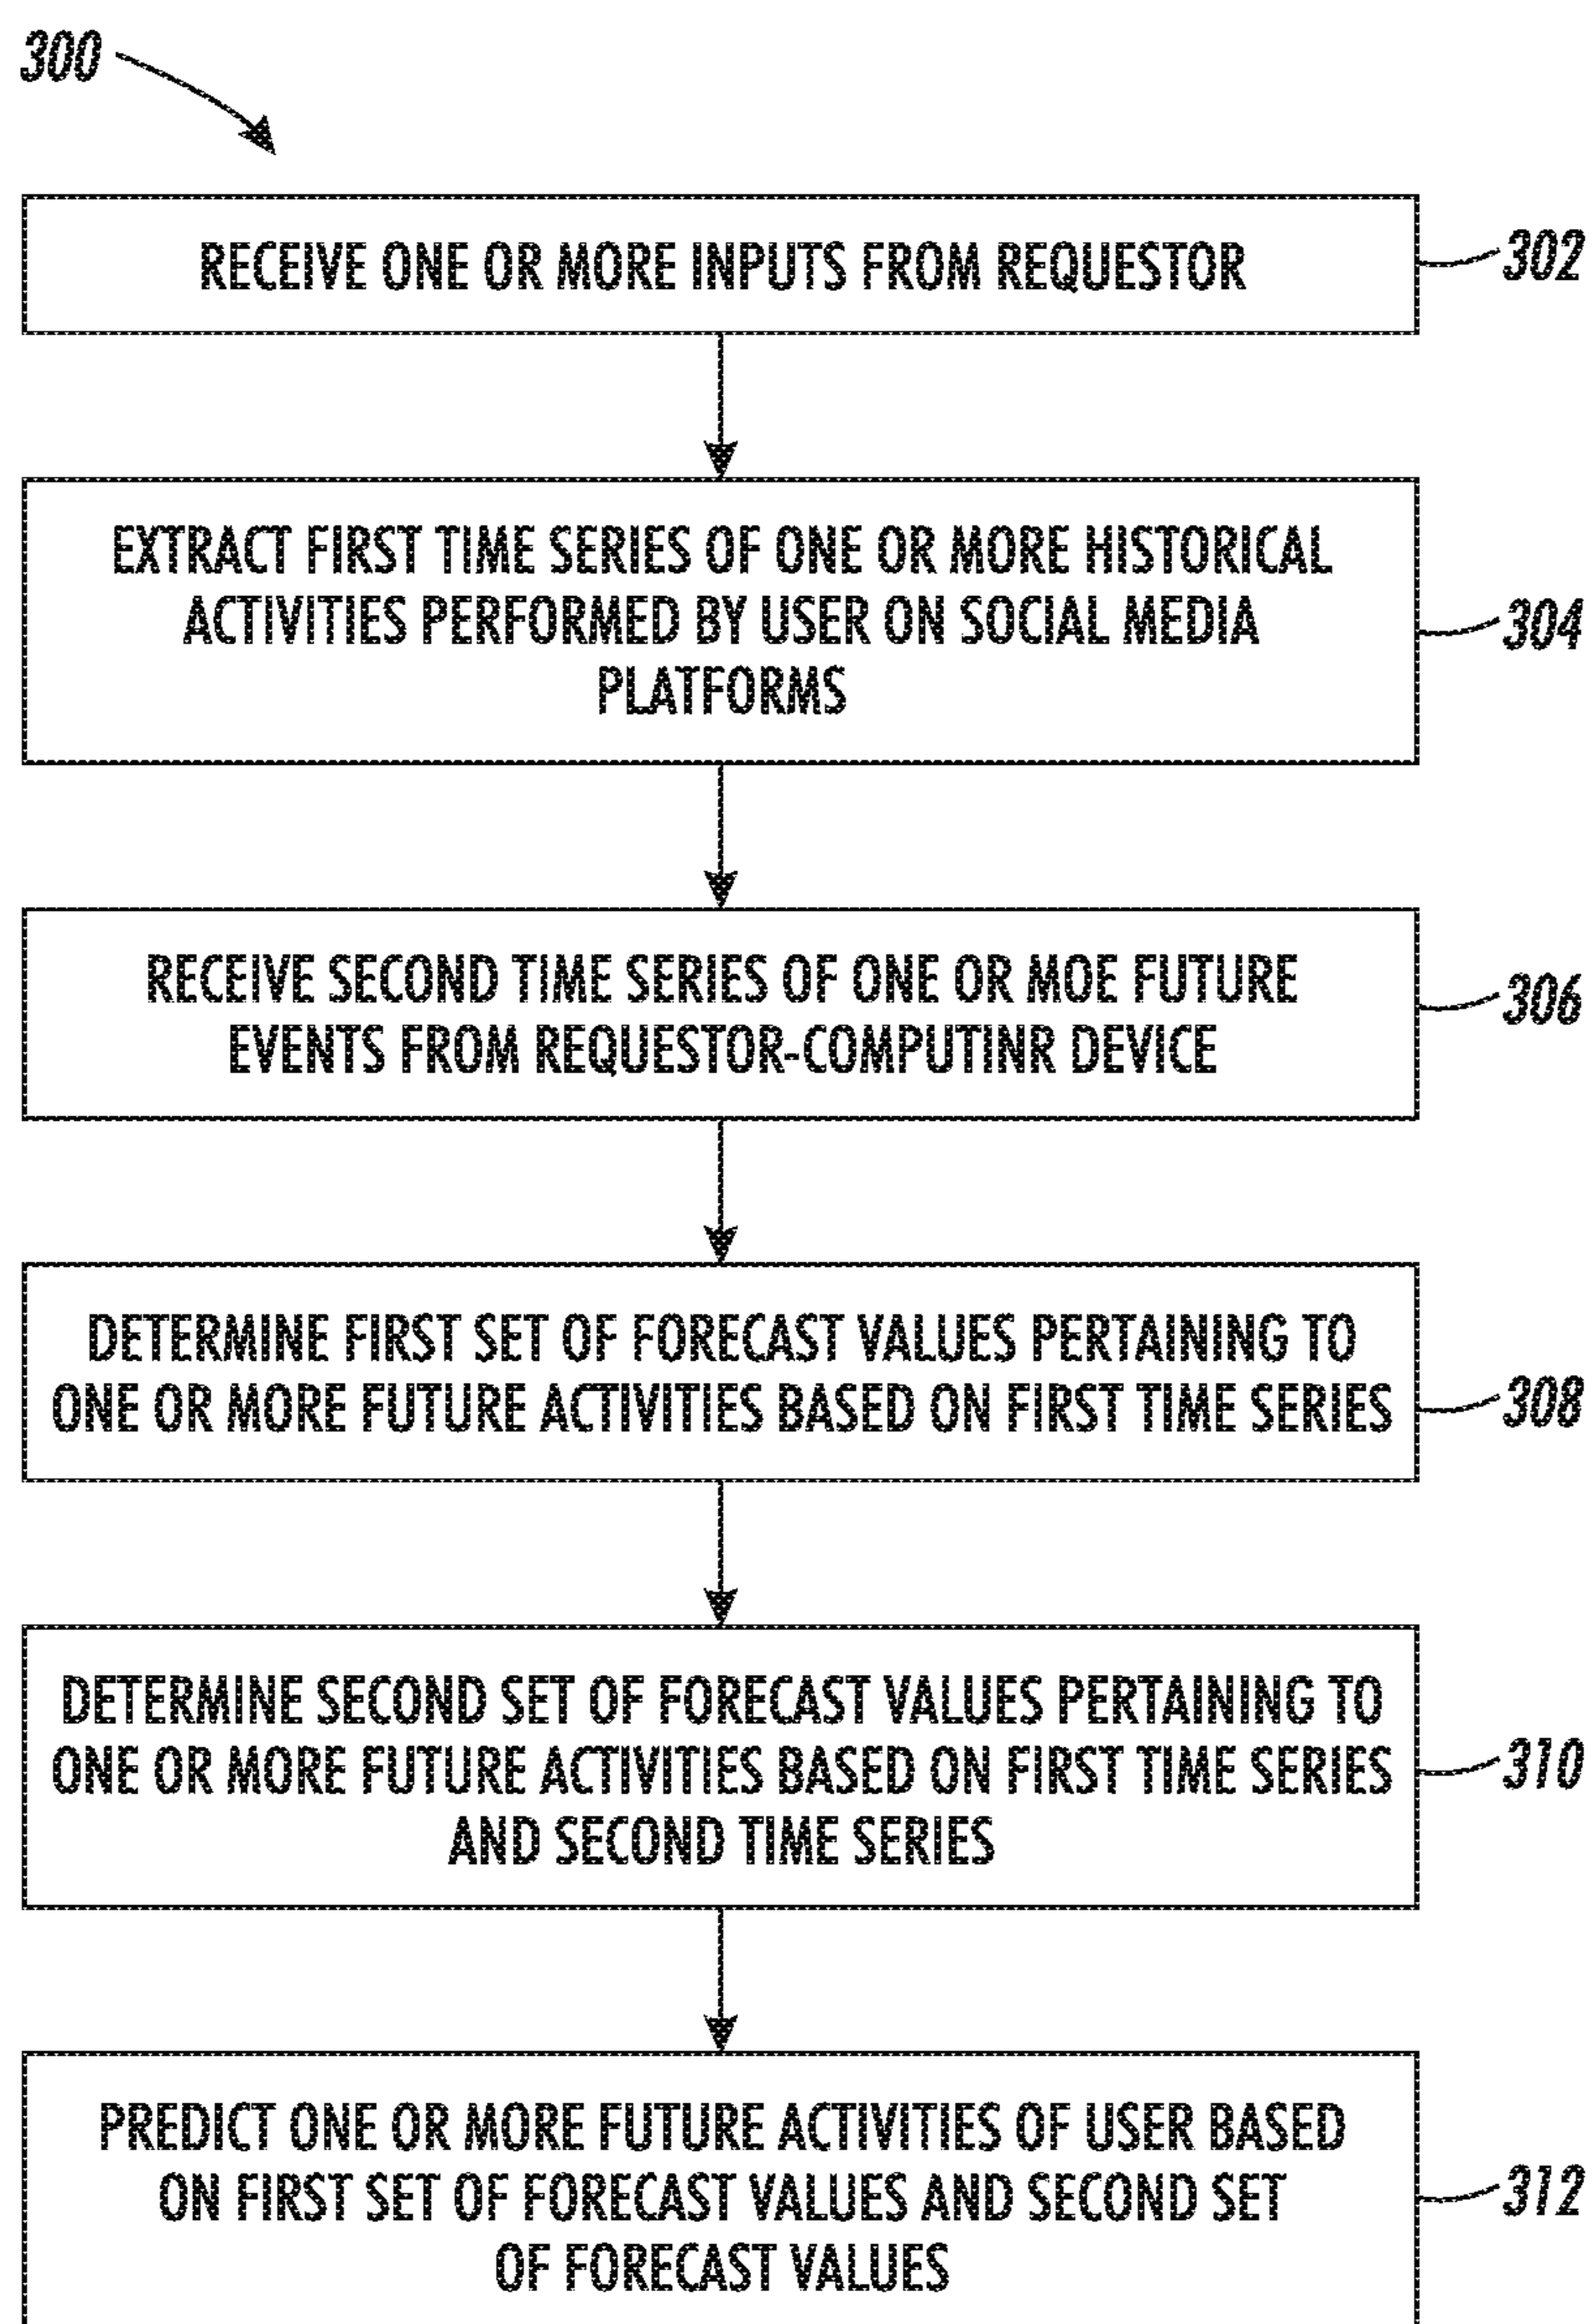 300
RECEIVE ONE OR MORE INPUTS FROM REQUESTOR
302
EXTRACT FIRST TIME SERIES OF ONE OR MORE HISTORICAL
ACTIVITIES PERFORMED BY USER ON SOCIAL MEDIA
PLATFORMS
304
RECEIVE SECOND TIME SERIES OF ONE OR MOE FUTURE
EVENTS FROM REQUESTOR-COMPUTINR DEVICE
306
DETERMINE FIRST SET OF FORECAST VALUES PERTAINING TO
ONE OR MORE FUTURE ACTIVITIES BASED ON FIRST TIME SERIES
308
DETERMINE SECOND SET OF FORECAST VALUES PERTAINING TO
ONE OR MORE FUTURE ACTIVITIES BASED ON FIRST TIME SERIES
AND SECOND TIME SERIES
310
PREDICT ONE OR MORE FUTURE ACTIVITIES OF USER BASED
ON FIRST SET OF FORECAST VALUES AND SECOND SET
OF FORECAST VALUES
312